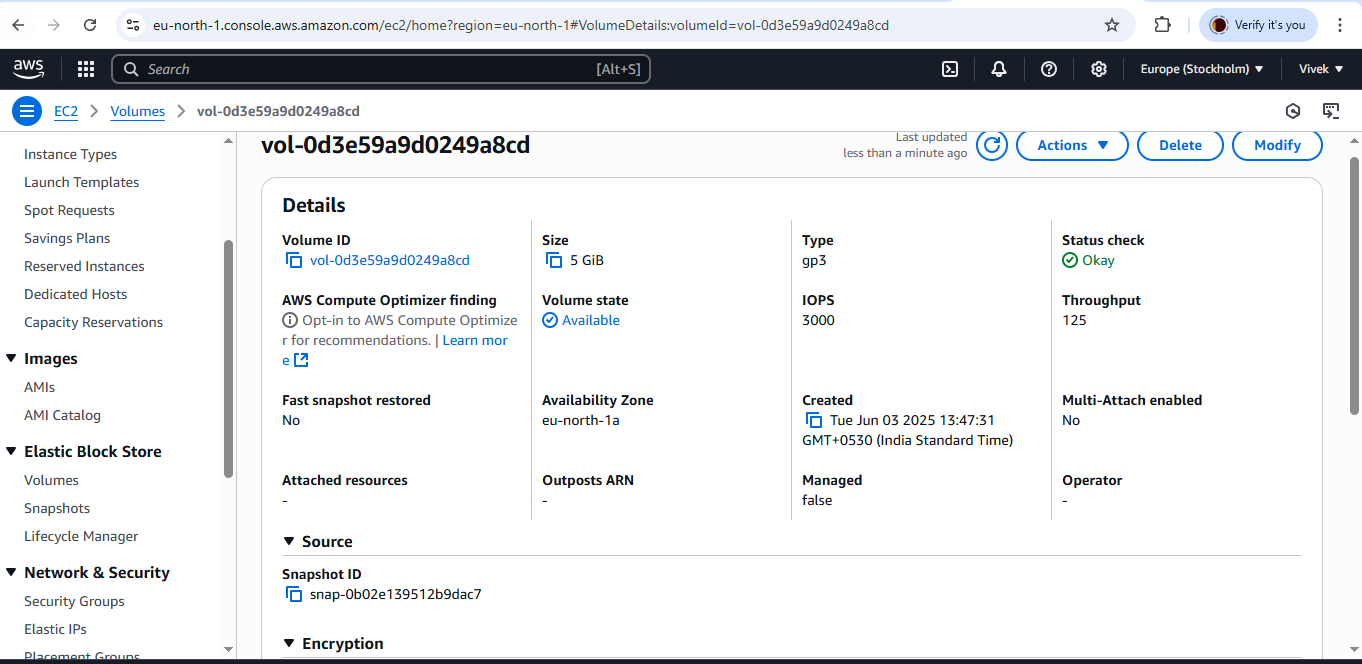 eu-north-1.console.aws.amazon.com/ec2/home?region=eu-north-1#VolumeDetails:volumeId=vol-0d3e59a9d0249a8cd
Verify it's you
aws
Search
[Alt+S]
Europe (Stockholm)
Vivek
EC2
Volumes
vol-0d3e59a9d0249a8cd
Instance Types
Launch Templates
Spot Requests
Savings Plans
Reserved Instances
Dedicated Hosts
Capacity Reservations
Images
AMIs
AMI Catalog
Elastic Block Store
Volumes
Snapshots
Lifecycle Manager
Network & Security
Security Groups
Elastic IPs
Placement Groups
vol-0d3e59a9d0249a8cd
Last updated
less than a minute ago
Actions
Delete
Modify
Details
Volume ID
vol-0d3e59a9d0249a8cd
Size
5 GiB
Type
gp3
Status check
Okay
AWS Compute Optimizer finding
Opt-in to AWS Compute Optimize
r for recommendations. | Learn mor
e
Volume state
Available
IOPS
3000
Throughput
125
Fast snapshot restored
No
Availability Zone
eu-north-1a
Created
Tue Jun 03 2025 13:47:31
GMT+0530 (India Standard Time)
Multi-Attach enabled
No
Attached resources
-
Outposts ARN
-
Managed
false
Operator
-
Source
Snapshot ID
snap-0b02e139512b9dac7
Encryption